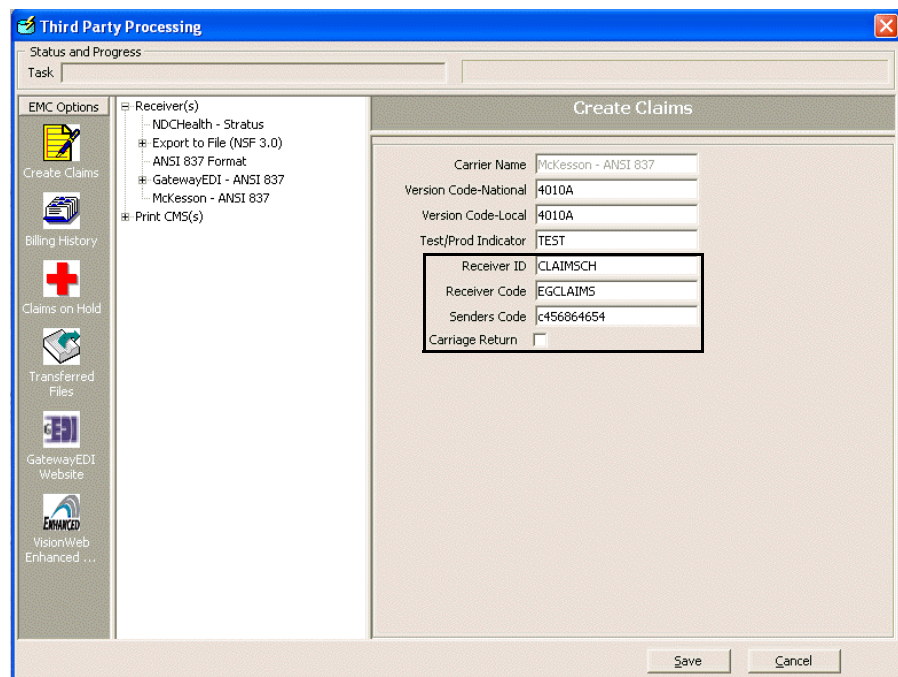 Third Party Processing
Status and Progress
Task
EMC Options
Create Claims
Billing History
Claims on Hold
Transferred
Files
GEDI
GatewayEDI
Website
ENHANCED
VisionWeb
Enhanced ...
Receiver(s)
NDCHealth - Stratus
Export to File (NSF 3.0)
ANSI 837 Format
GatewayEDI - ANSI 837
McKesson - ANSI 837
Print CMS(s)
Create Claims
Carrier Name McKesson - ANSI 837
Version Code-National 4010A
Version Code-Local 4010A
Test/Prod Indicator TEST
Receiver ID CLAIMSCH
Receiver Code EGCLAIMS
Senders Code c456864654
Carriage Return
Save
Cancel